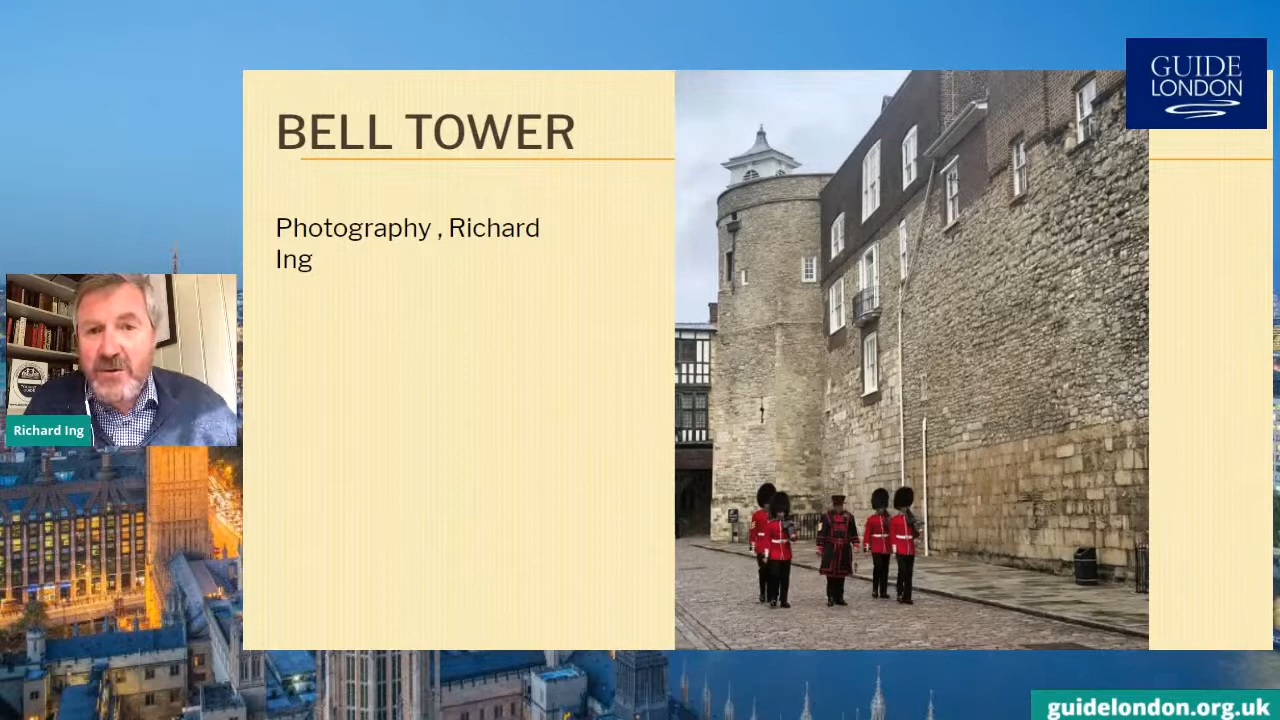 GUIDE
LONDON
BELL TOWER
Photography , Richard
Ing
Richard Ing
guidelondon.org.uk